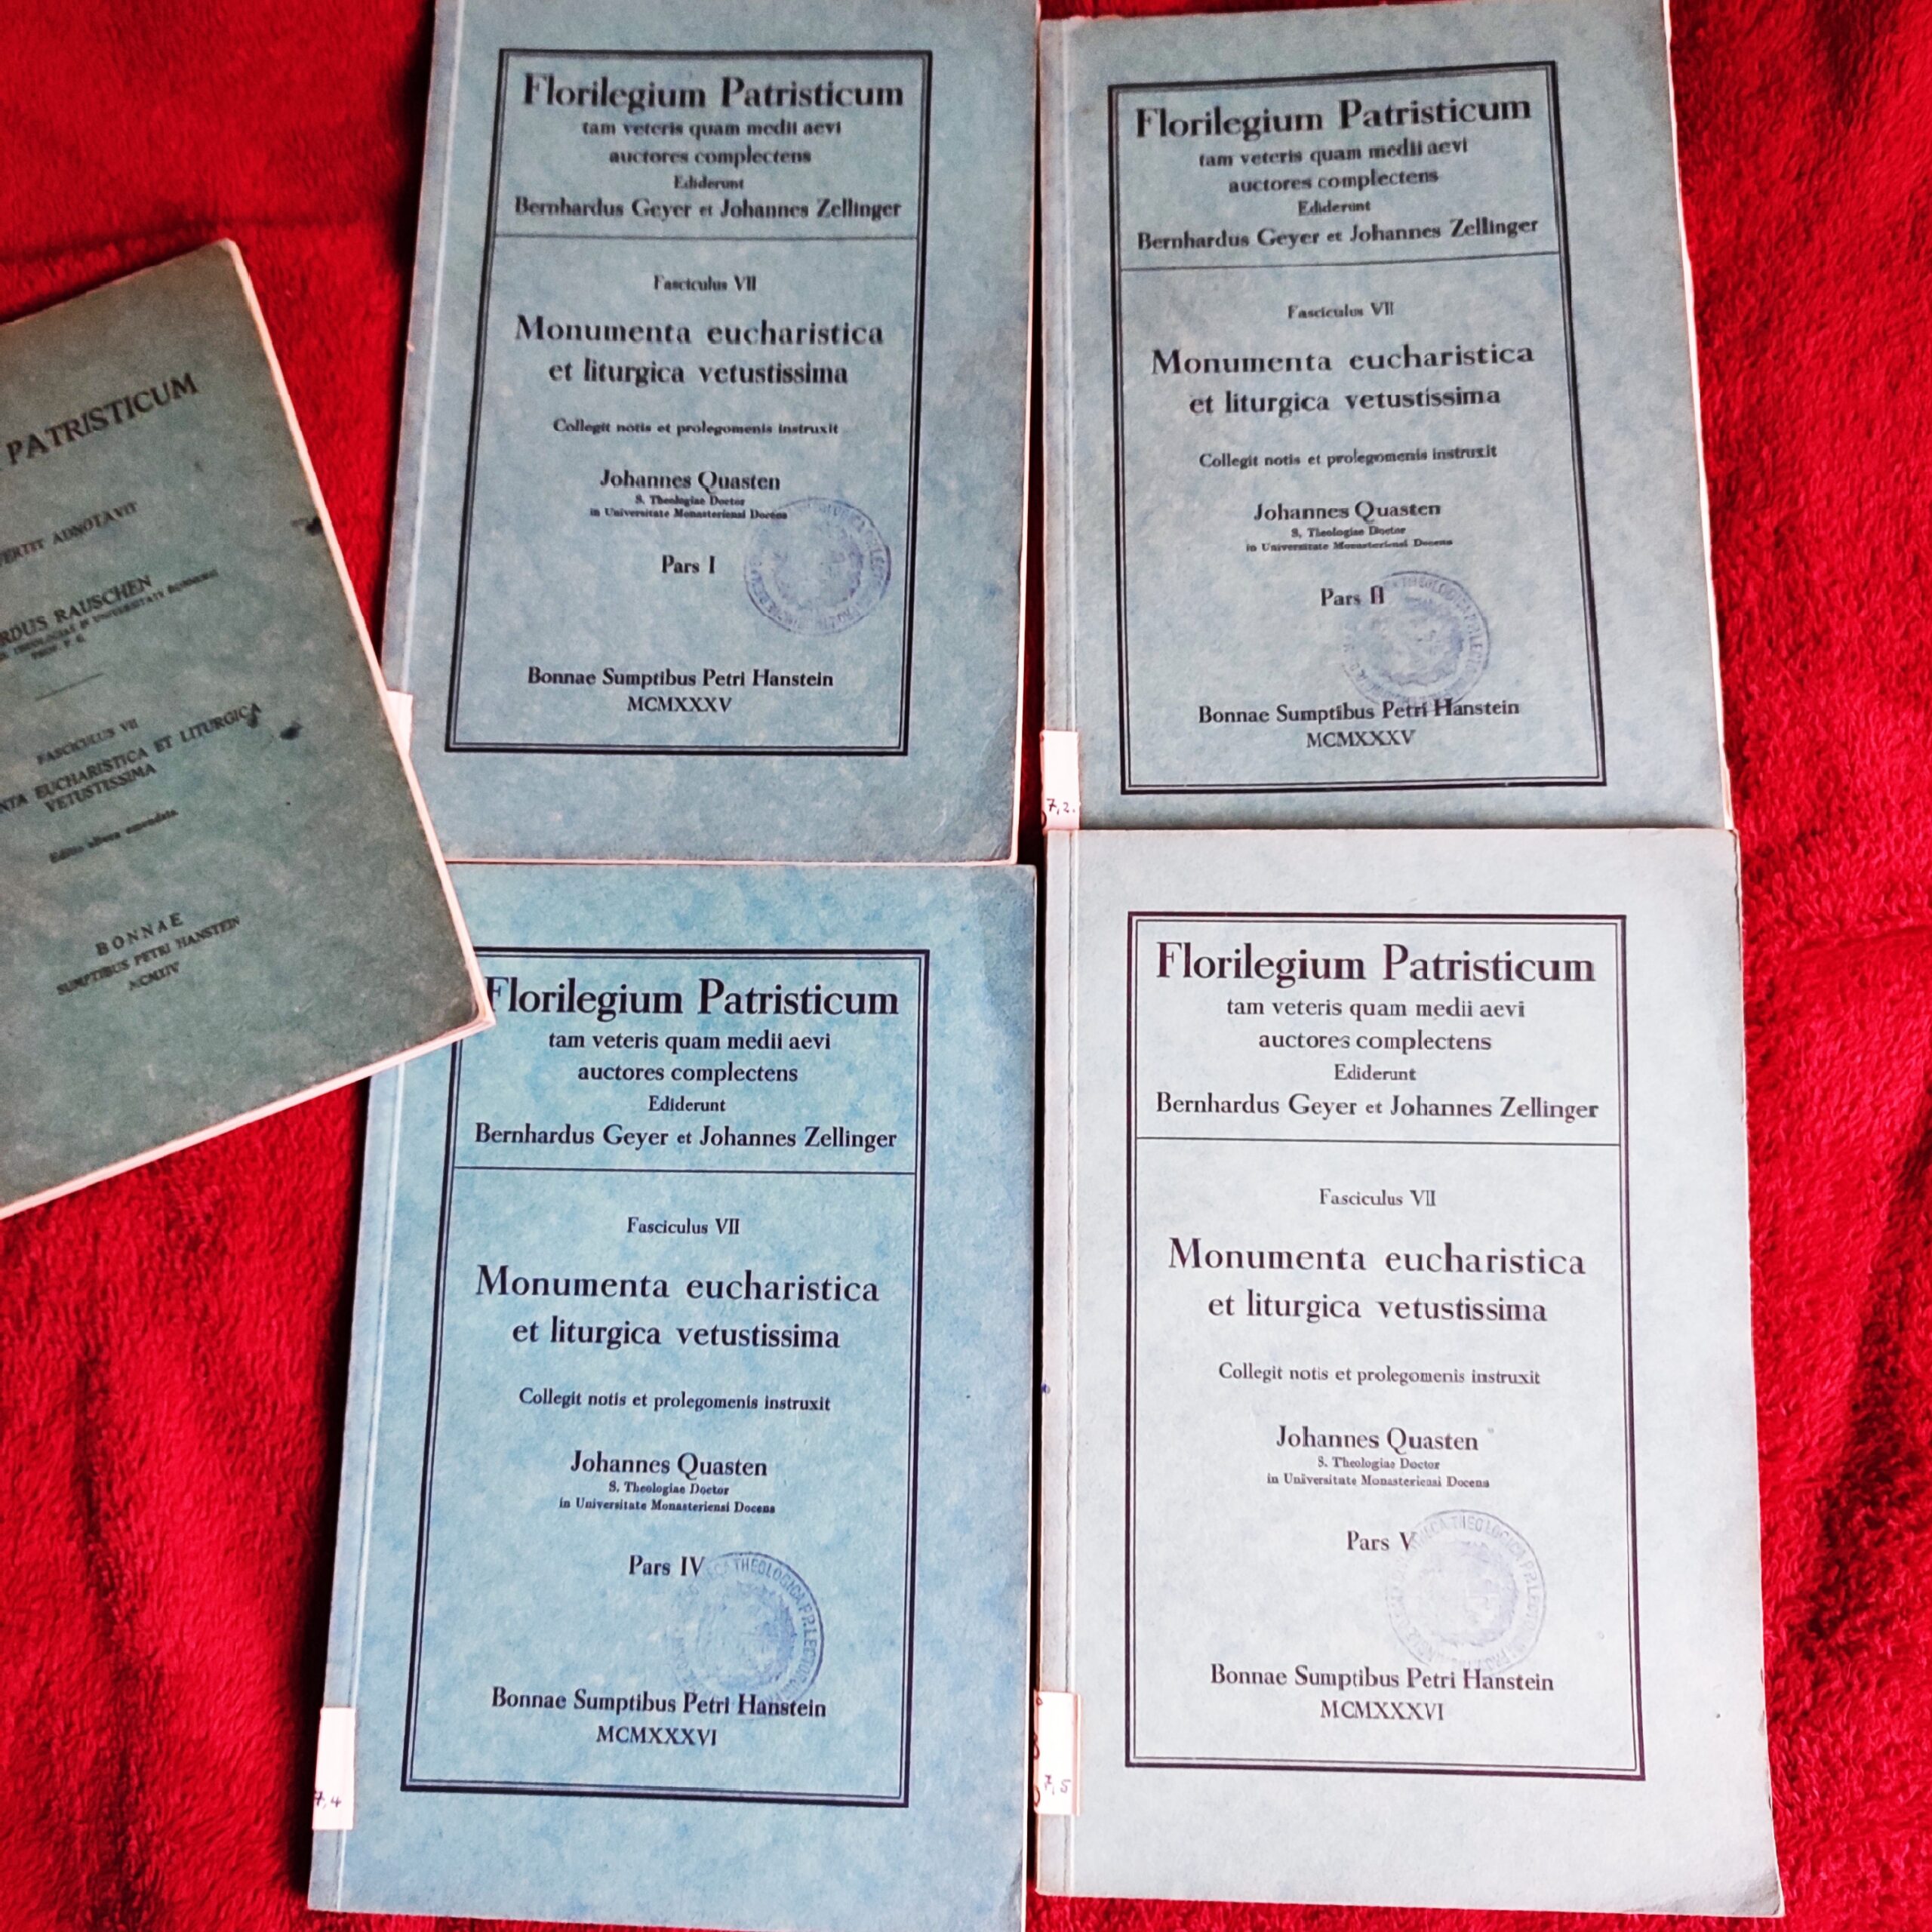 PATRISTICUM
ADNOTAVIT
RAUSCHEN
FASCICULUS VII
EUCHARISTICA ET LITURGICA
VETUSTISSIMA
Editio altera emendata
BONNAE
SUMPTIBUS PETRI HANSTEIN
MCMXIV
Florilegium Patristicum
tam veteris quam medii aevi
auctores complectens
Ediderunt
Bernhardus Geyer et Johannes Zellinger
Fasciculus VII
Monumenta eucharistica
et liturgica vetustissima
Collegit notis et prolegomenis instruxit
Johannes Quasten
S. Theologiae Doctor
in Universitate Monasteriensi Docens
Pars I
Bonnae Sumptibus Petri Hanstein
MCMXXXV
Florilegium Patristicum
tam veteris quam medii aevi
auctores complectens
Ediderunt
Bernhardus Geyer et Johannes Zellinger
Fasciculus VII
Monumenta eucharistica
et liturgica vetustissima
Collegit notis et prolegomenis instruxit
Johannes Quasten
S. Theologiae Doctor
in Universitate Monasteriensi Docens
Pars II
Bonnae Sumptibus Petri Hanstein
MCMXXXV
7,2.
Florilegium Patristicum
tam veteris quam medii aevi
auctores complectens
Ediderunt
Bernhardus Geyer et Johannes Zellinger
Fasciculus VII
Monumenta eucharistica
et liturgica vetustissima
Collegit notis et prolegomenis instruxit
Johannes Quasten
S. Theologiae Doctor
in Universitate Monasteriensi Docens
Pars IV
THEOLOGICA
Bonnae Sumptibus Petri Hanstein
MCMXXXVI
7,4
Florilegium Patristicum
tam veteris quam medii aevi
auctores complectens
Ediderunt
Bernhardus Geyer et Johannes Zellinger
Fasciculus VII
Monumenta eucharistica
et liturgica vetustissima
Collegit notis et prolegomenis instruxit
Johannes Quasten
S. Theologiae Doctor
in Universitate Monasteriensi Docens
Pars V
THEOLOGICA
Bonnae Sumptibus Petri Hanstein
MCMXXXVI
7,5